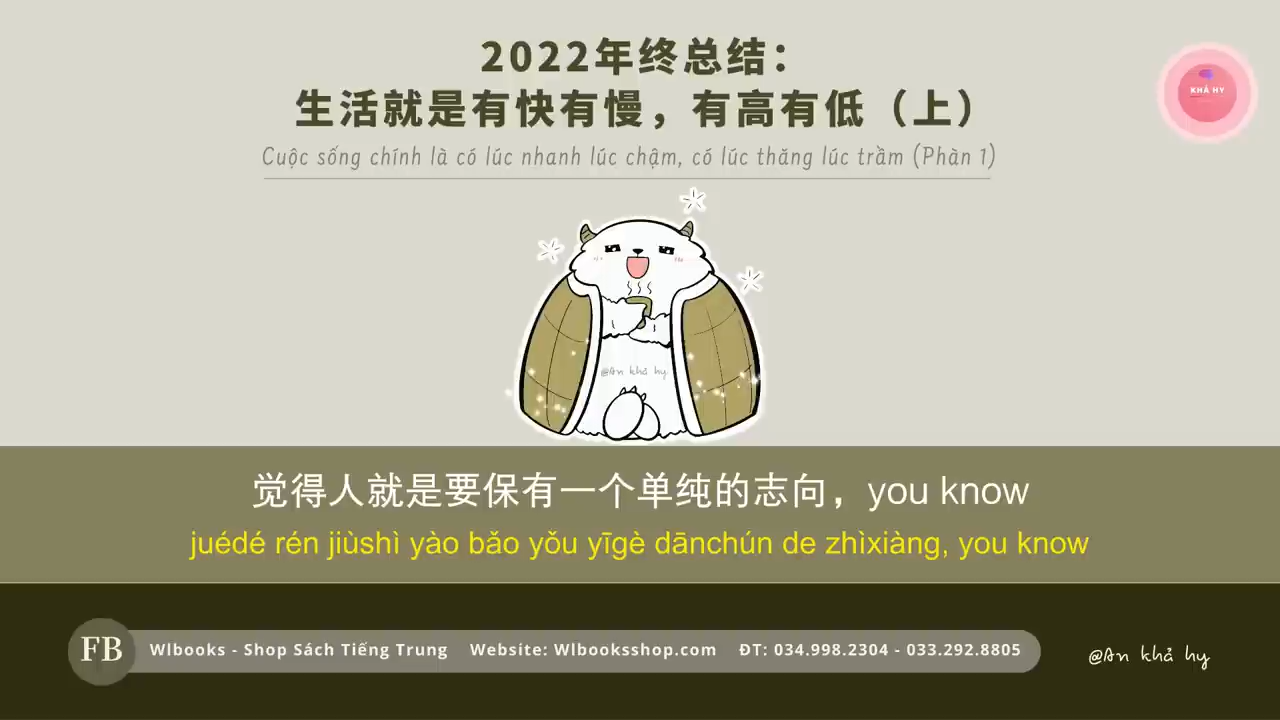 2022年终总结：
生活就是有快有慢，有高有低（上）
Cuộc sống chính là có lúc nhanh lúc chậm, có lúc thăng lúc trầm (Phàn 1)
KHẢ HY
@An khả hy
觉得人就是要保有一个单纯的志向，you know
juédé rén jiùshì yào bǎo yǒu yīgè dānchún de zhìxiàng, you know
FB Wlbooks - Shop Sách Tiếng Trung Website: Wlbooksshop.com ĐT: 034.998.2304 - 033.292.8805
@An khả hy